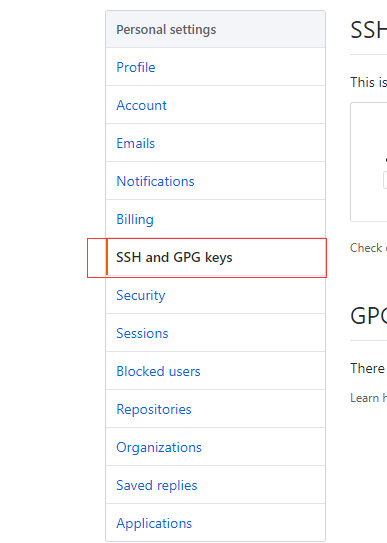 Personal settings
Profile
Account
Emails
Notifications
Billing
SSH and GPG keys
Security
Sessions
Blocked users
Repositories
Organizations
Saved replies
Applications
SSH
This is
Check
GPG
There
Learn